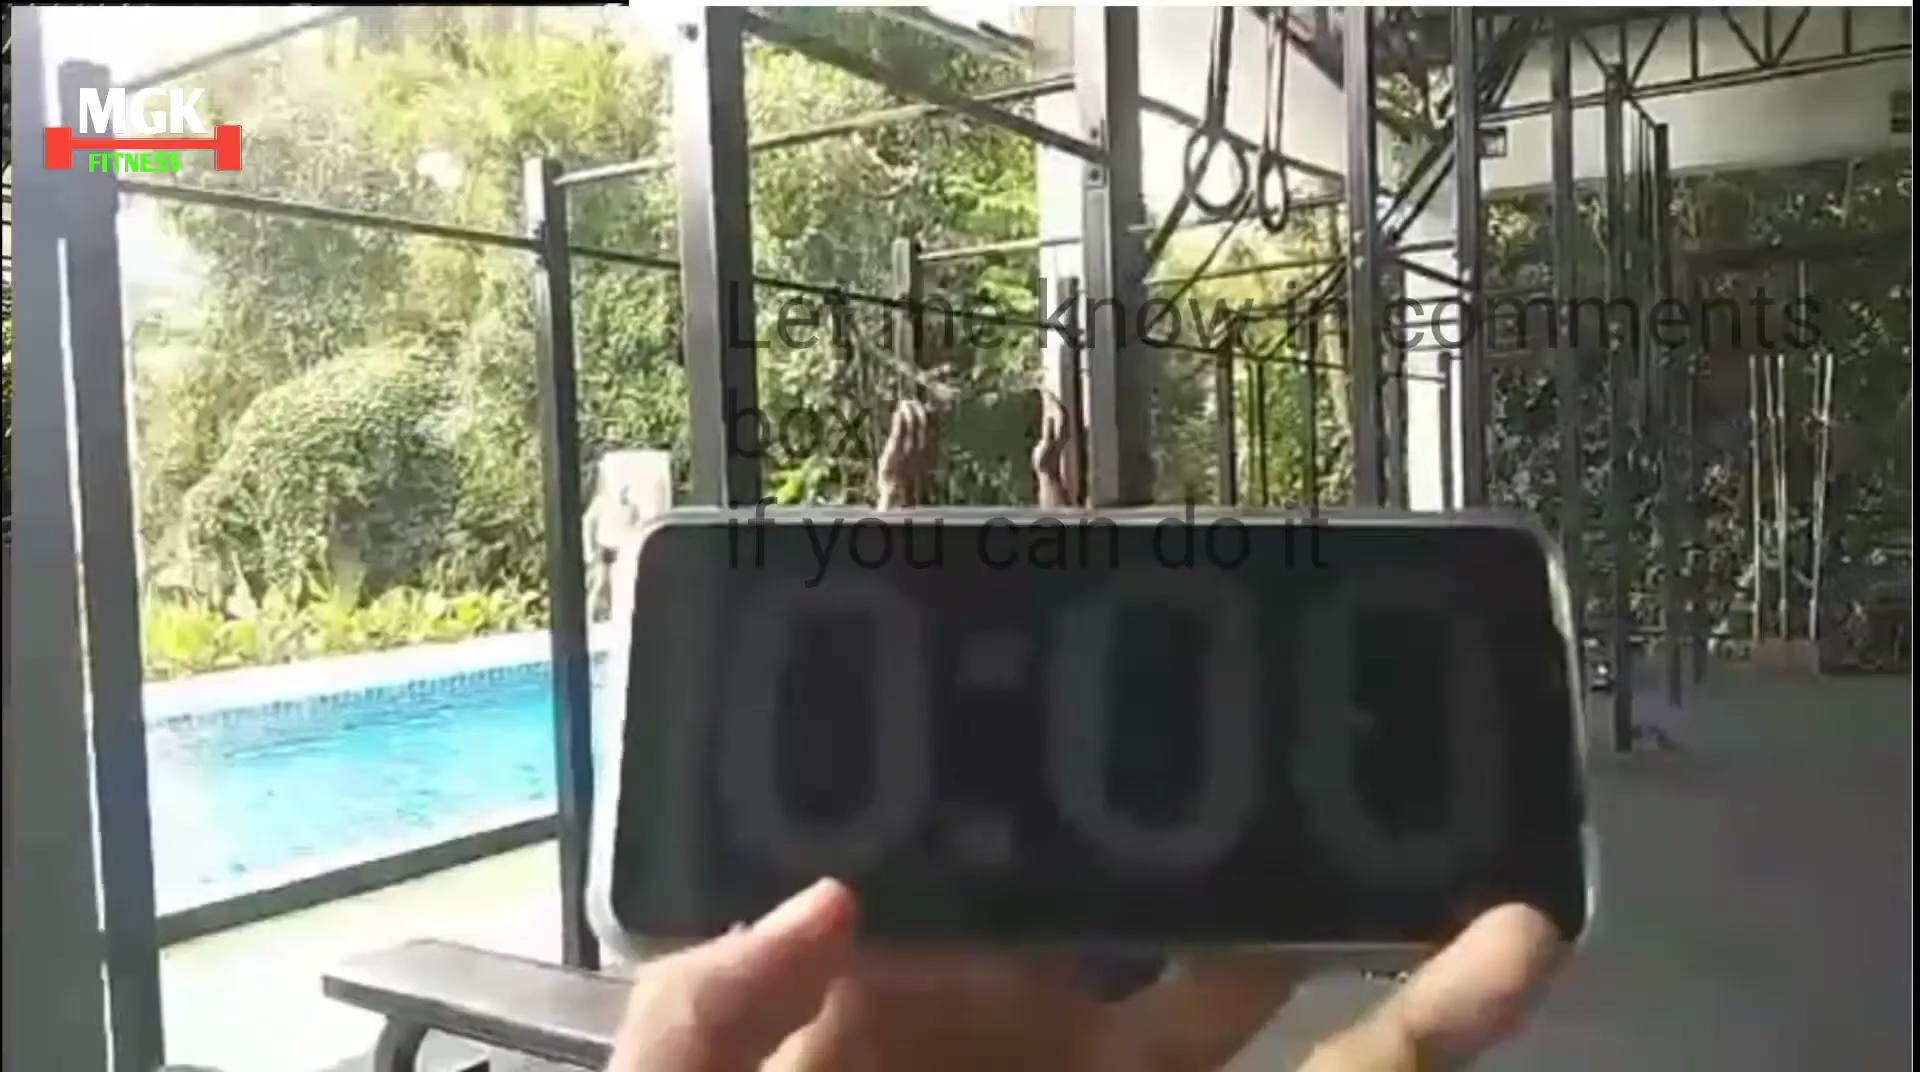 MGK
FITNESS
Let me know in comments
box
if you can do it
0:00